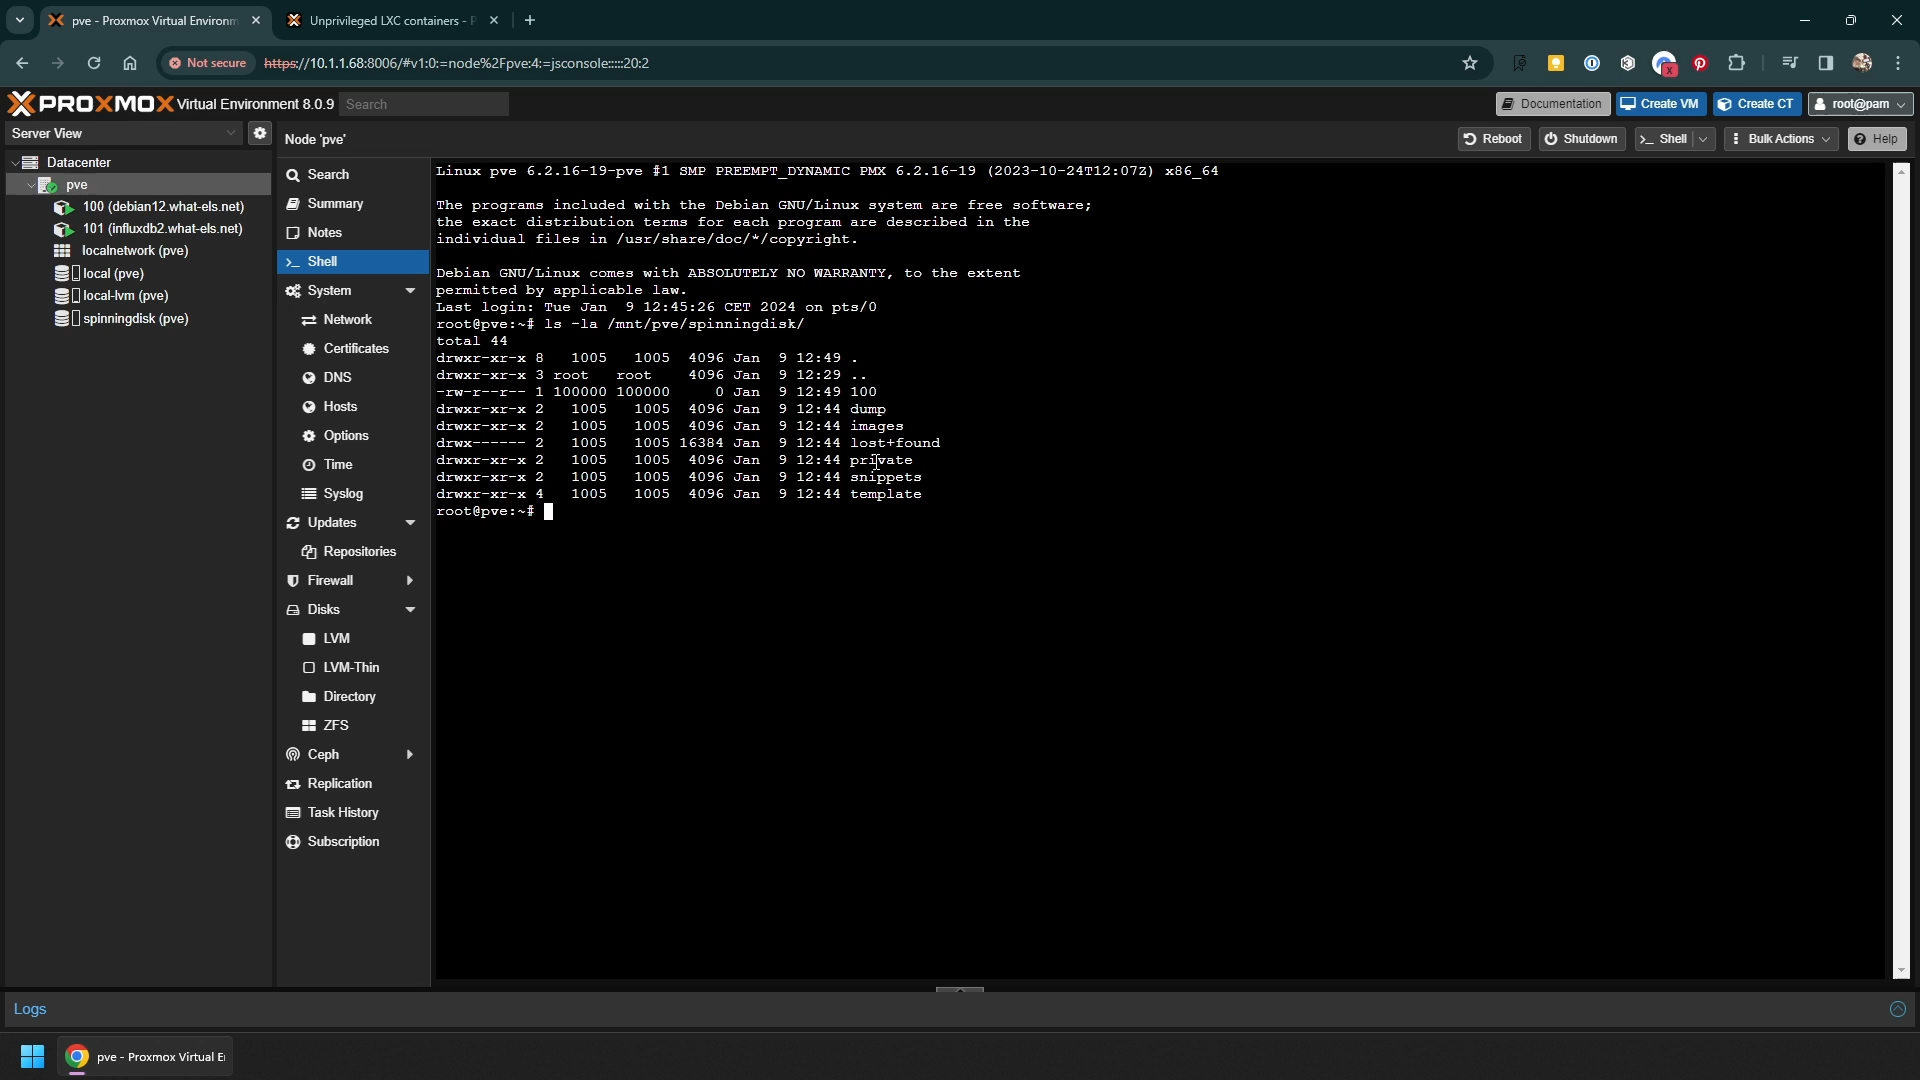 pve - Proxmox Virtual Environm
Unprivileged LXC containers - P
Not secure
https://10.1.1.68:8006/#v1:0:=node%2Fpve:4:=jsconsole:::::20:2
PROXMOX Virtual Environment 8.0.9
Search
Documentation
Create VM
Create CT
root@pam
Server View
Node 'pve'
Reboot
Shutdown
>_ Shell
Bulk Actions
Help
Datacenter
pve
100 (debian12.what-els.net)
101 (influxdb2.what-els.net)
localnetwork (pve)
local (pve)
local-lvm (pve)
spinningdisk (pve)
Search
Summary
Notes
>_ Shell
System
Network
Certificates
DNS
Hosts
Options
Time
Syslog
Updates
Repositories
Firewall
Disks
LVM
LVM-Thin
Directory
ZFS
Ceph
Replication
Task History
Subscription
Linux pve 6.2.16-19-pve #1 SMP PREEMPT_DYNAMIC PMX 6.2.16-19 (2023-10-24T12:07Z) x86_64
The programs included with the Debian GNU/Linux system are free software;
the exact distribution terms for each program are described in the
individual files in /usr/share/doc/*/copyright.
Debian GNU/Linux comes with ABSOLUTELY NO WARRANTY, to the extent
permitted by applicable law.
Last login: Tue Jan  9 12:45:26 CET 2024 on pts/0
root@pve:~# ls -la /mnt/pve/spinningdisk/
total 44
drwxr-xr-x 8   1005   1005  4096 Jan  9 12:49 .
drwxr-xr-x 3 root   root    4096 Jan  9 12:29 ..
-rw-r--r-- 1 100000 100000     0 Jan  9 12:49 100
drwxr-xr-x 2   1005   1005  4096 Jan  9 12:44 dump
drwxr-xr-x 2   1005   1005  4096 Jan  9 12:44 images
drwx------ 2   1005   1005 16384 Jan  9 12:44 lost+found
drwxr-xr-x 2   1005   1005  4096 Jan  9 12:44 private
drwxr-xr-x 2   1005   1005  4096 Jan  9 12:44 snippets
drwxr-xr-x 4   1005   1005  4096 Jan  9 12:44 template
root@pve:~#
Logs
pve - Proxmox Virtual E